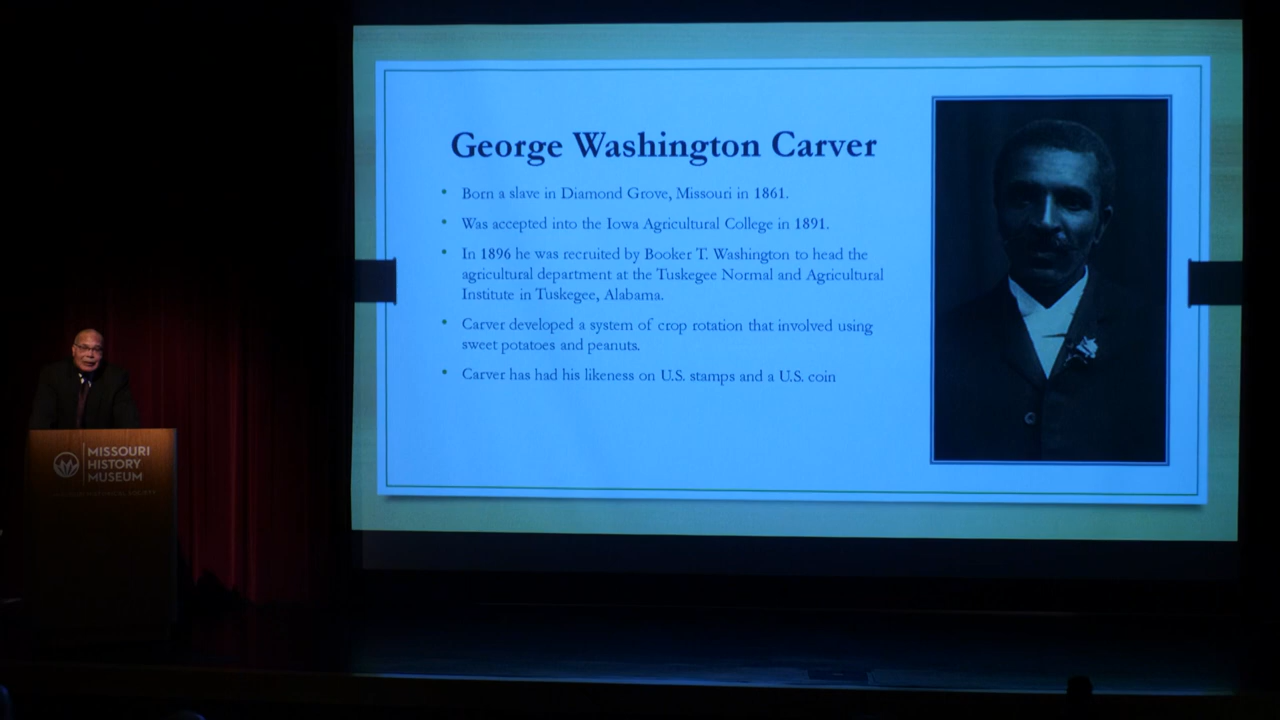 George Washington Carver
• Born a slave in Diamond Grove, Missouri in 1861.
• Was accepted into the Iowa Agricultural College in 1891.
• In 1896 he was recruited by Booker T. Washington to head the
agricultural department at the Tuskegee Normal and Agricultural
Institute in Tuskegee, Alabama.
• Carver developed a system of crop rotation that involved using
sweet potatoes and peanuts.
• Carver has had his likeness on U.S. stamps and a U.S. coin
MISSOURI
HISTORY
MUSEUM